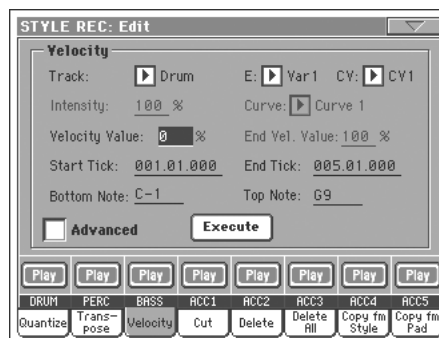 STYLE REC: Edit
Velocity
Track: Drum E: Var1 CV: CV1
Intensity: 100 % Curve: Curve 1
Velocity Value: 0 % End Vel. Value: 100 %
Start Tick: 001.01.000 End Tick: 005.01.000
Bottom Note: C-1 Top Note: G9
Advanced Execute
Play Play Play Play Play Play Play Play
DRUM PERC BASS ACC1 ACC2 ACC3 ACC4 ACC5
Quantize Trans-pose Velocity Cut Delete Delete All Copy fm Style Copy fm Pad